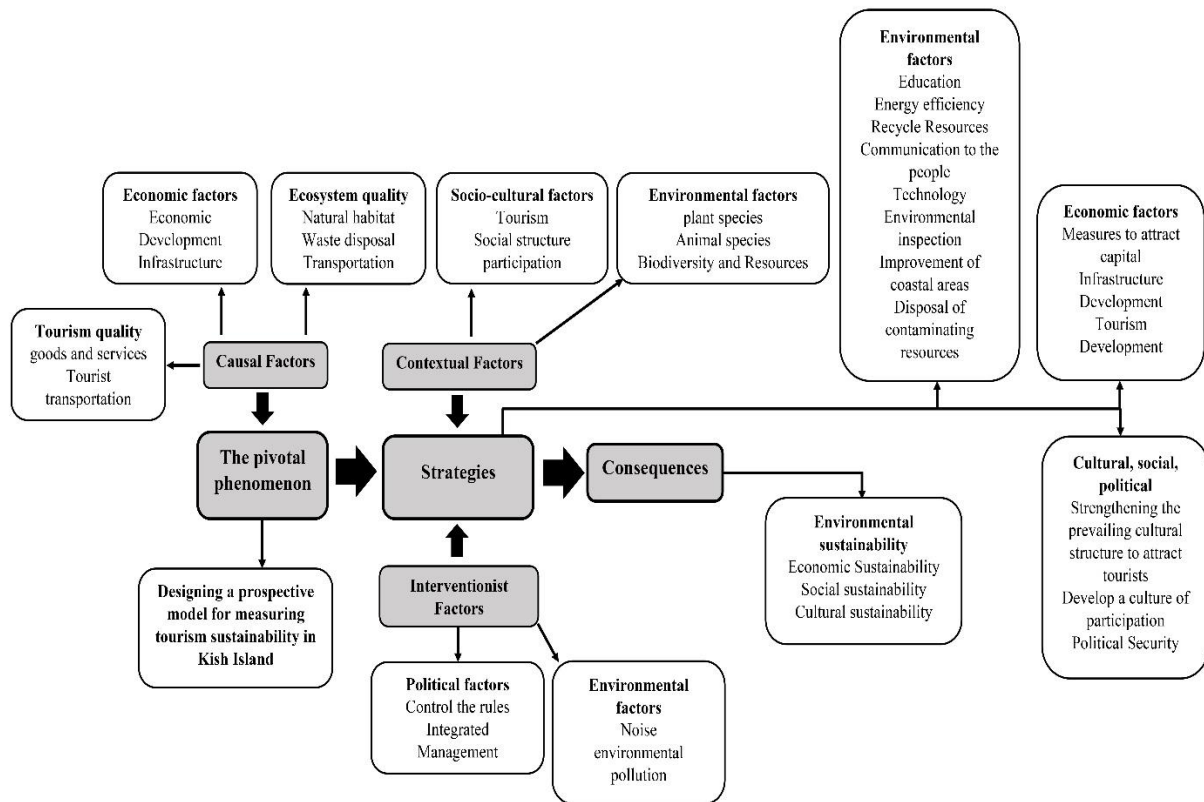 Environmental
factors
Education
Energy efficiency
Recycle Resources
Communication to the
people
Technology
Environmental
inspection
Improvement of
coastal areas
Disposal of
contaminating
resources
Economic factors
Economic
Development
Infrastructure
Ecosystem quality
Natural habitat
Waste disposal
Transportation
Socio-cultural factors
Tourism
Social structure
participation
Environmental factors
plant species
Animal species
Biodiversity and Resources
Economic factors
Measures to attract
capital
Infrastructure
Development
Tourism
Development
Tourism quality
goods and services
Tourist
transportation
Causal Factors
Contextual Factors
The pivotal
phenomenon
Strategies
Consequences
Cultural, social,
political
Strengthening the
prevailing cultural
structure to attract
tourists
Develop a culture of
participation
Political Security
Environmental
sustainability
Economic Sustainability
Social sustainability
Cultural sustainability
Designing a prospective
model for measuring
tourism sustainability in
Kish Island
Interventionist
Factors
Political factors
Control the rules
Integrated
Management
Environmental
factors
Noise
environmental
pollution